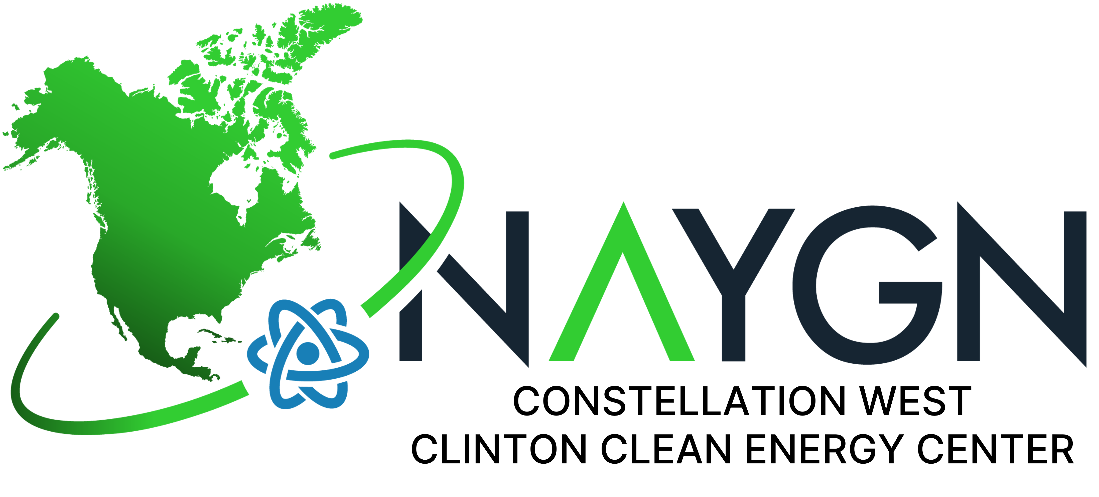 NAYGN
CONSTELLATION WEST
CLINTON CLEAN ENERGY CENTER